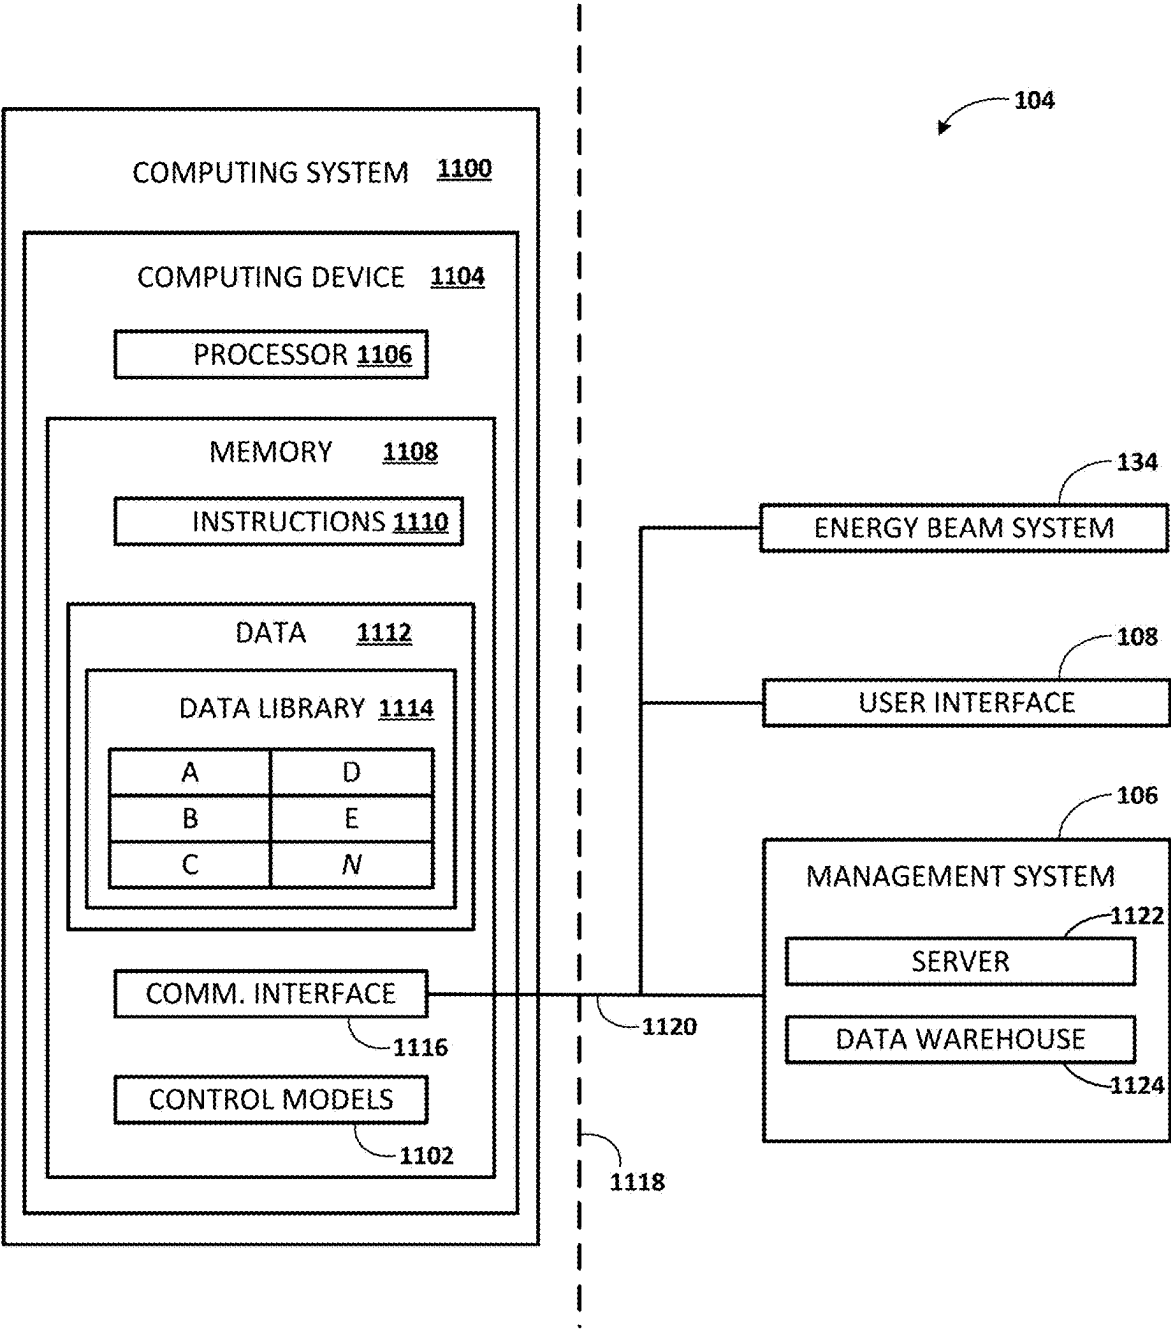 104
COMPUTING SYSTEM 1100
COMPUTING DEVICE 1104
PROCESSOR 1106
MEMORY 1108
INSTRUCTIONS 1110
DATA 1112
DATA LIBRARY 1114
A D
B E
C N
COMM. INTERFACE
1116
CONTROL MODELS
1102
1118
1120
134
ENERGY BEAM SYSTEM
108
USER INTERFACE
106
MANAGEMENT SYSTEM
1122
SERVER
DATA WAREHOUSE
1124